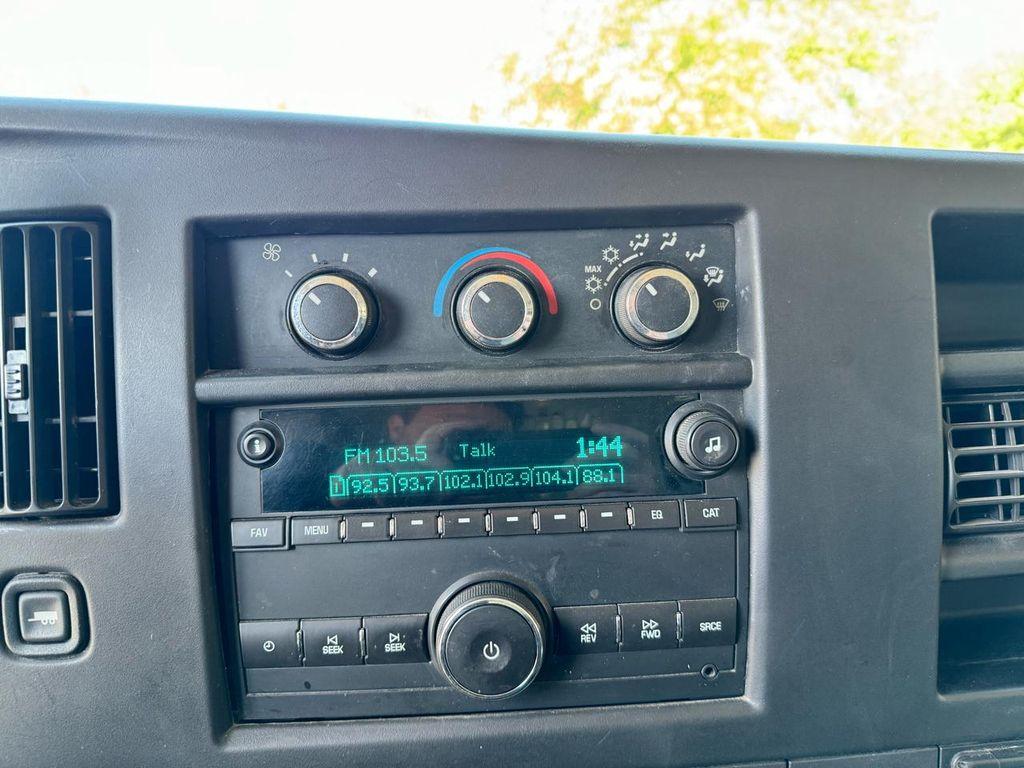 MAX
FM 103.5 Talk 1:44
1 92.5 93.7 102.1 102.9 104.1 88.1
FAV MENU EQ CAT
SEEK SEEK REV FWD SRCE